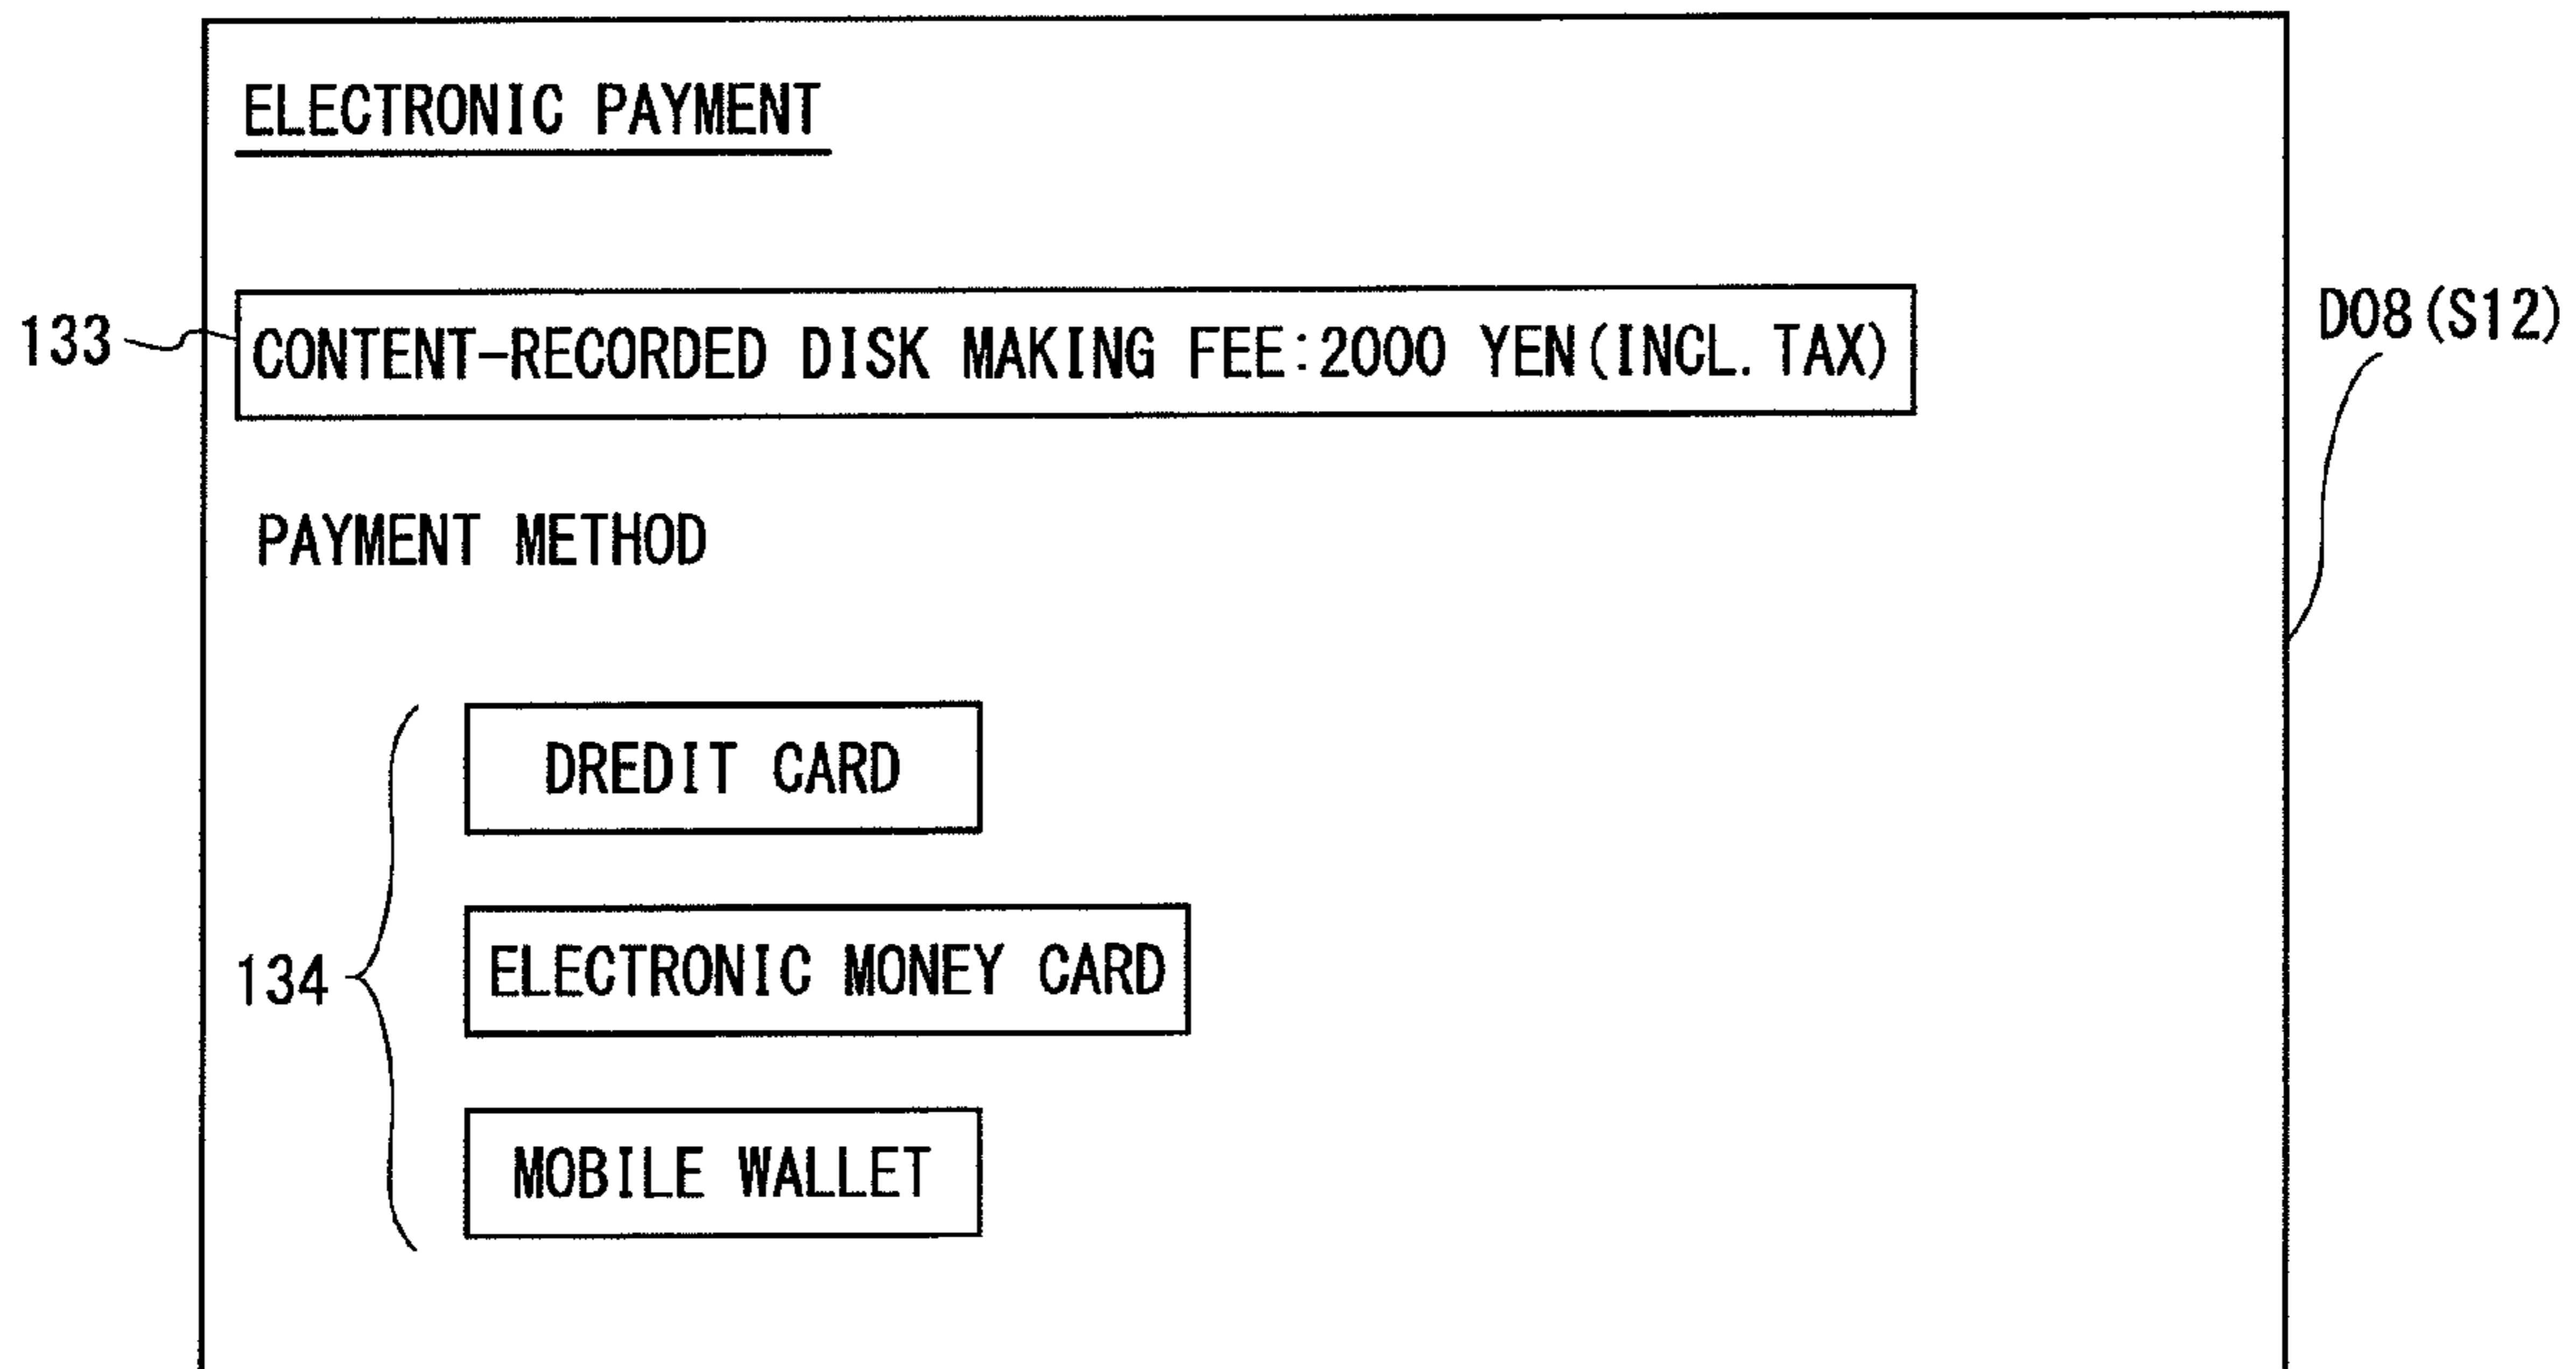 ELECTRONIC PAYMENT
133
CONTENT-RECORDED DISK MAKING FEE:2000 YEN(INCL.TAX)
D08(S12)
PAYMENT METHOD
DREDIT CARD
134
ELECTRONIC MONEY CARD
MOBILE WALLET